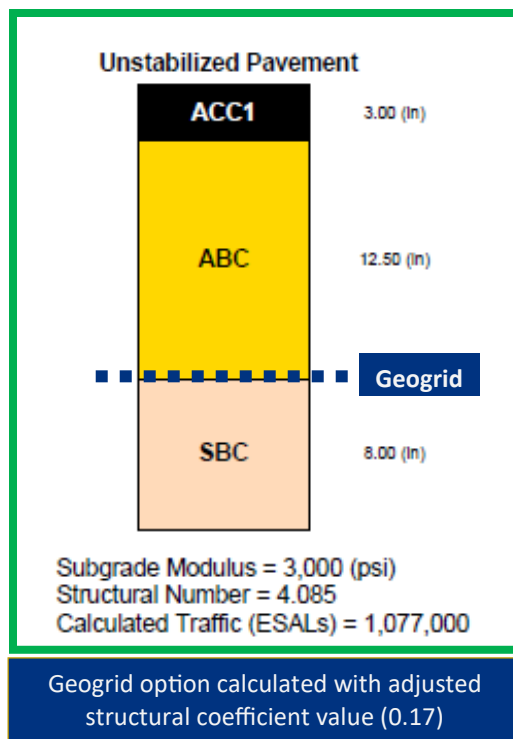 Unstabilized Pavement
ACC1
3.00 (in)
ABC
12.50 (in)
Geogrid
SBC
8.00 (in)
Subgrade Modulus = 3,000 (psi)
Structural Number = 4.085
Calculated Traffic (ESALs) = 1,077,000
Geogrid option calculated with adjusted
structural coefficient value (0.17)